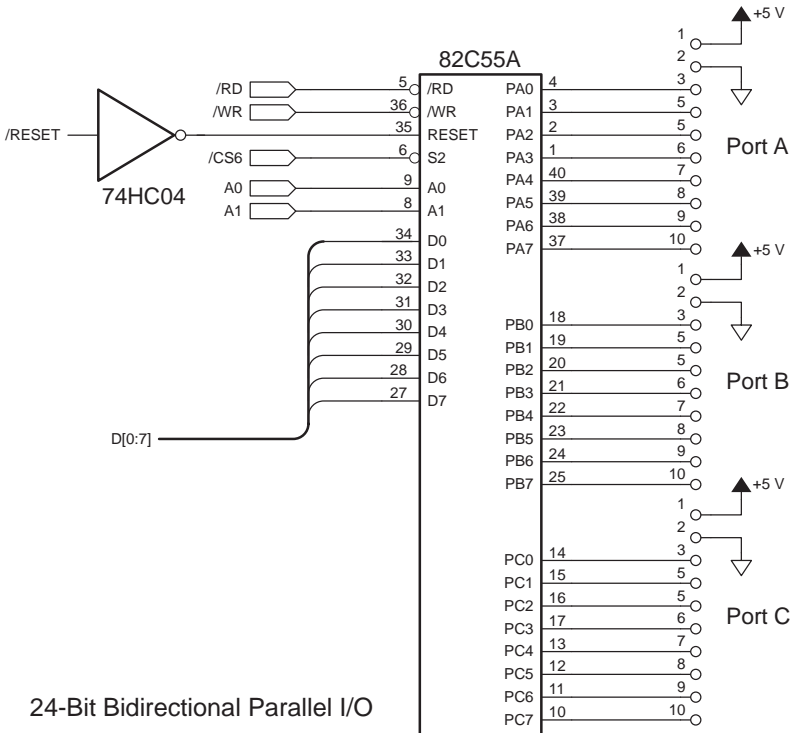 82C55A
/RD 5 /RD
/WR 36 /WR
/RESET 35 RESET
74HC04
/CS6 6 S2
A0 9 A0
A1 8 A1
34 D0
33 D1
32 D2
31 D3
30 D4
29 D5
28 D6
27 D7
D[0:7]
+5 V
1
2
PA0 4 3
PA1 3 5
PA2 2 5
PA3 1 6
PA4 40 7
PA5 39 8
PA6 38 9
PA7 37 10
Port A
+5 V
1
2
PB0 18 3
PB1 19 5
PB2 20 5
PB3 21 6
PB4 22 7
PB5 23 8
PB6 24 9
PB7 25 10
Port B
+5 V
1
2
PC0 14 3
PC1 15 5
PC2 16 5
PC3 17 6
PC4 13 7
PC5 12 8
PC6 11 9
PC7 10 10
Port C
24-Bit Bidirectional Parallel I/O